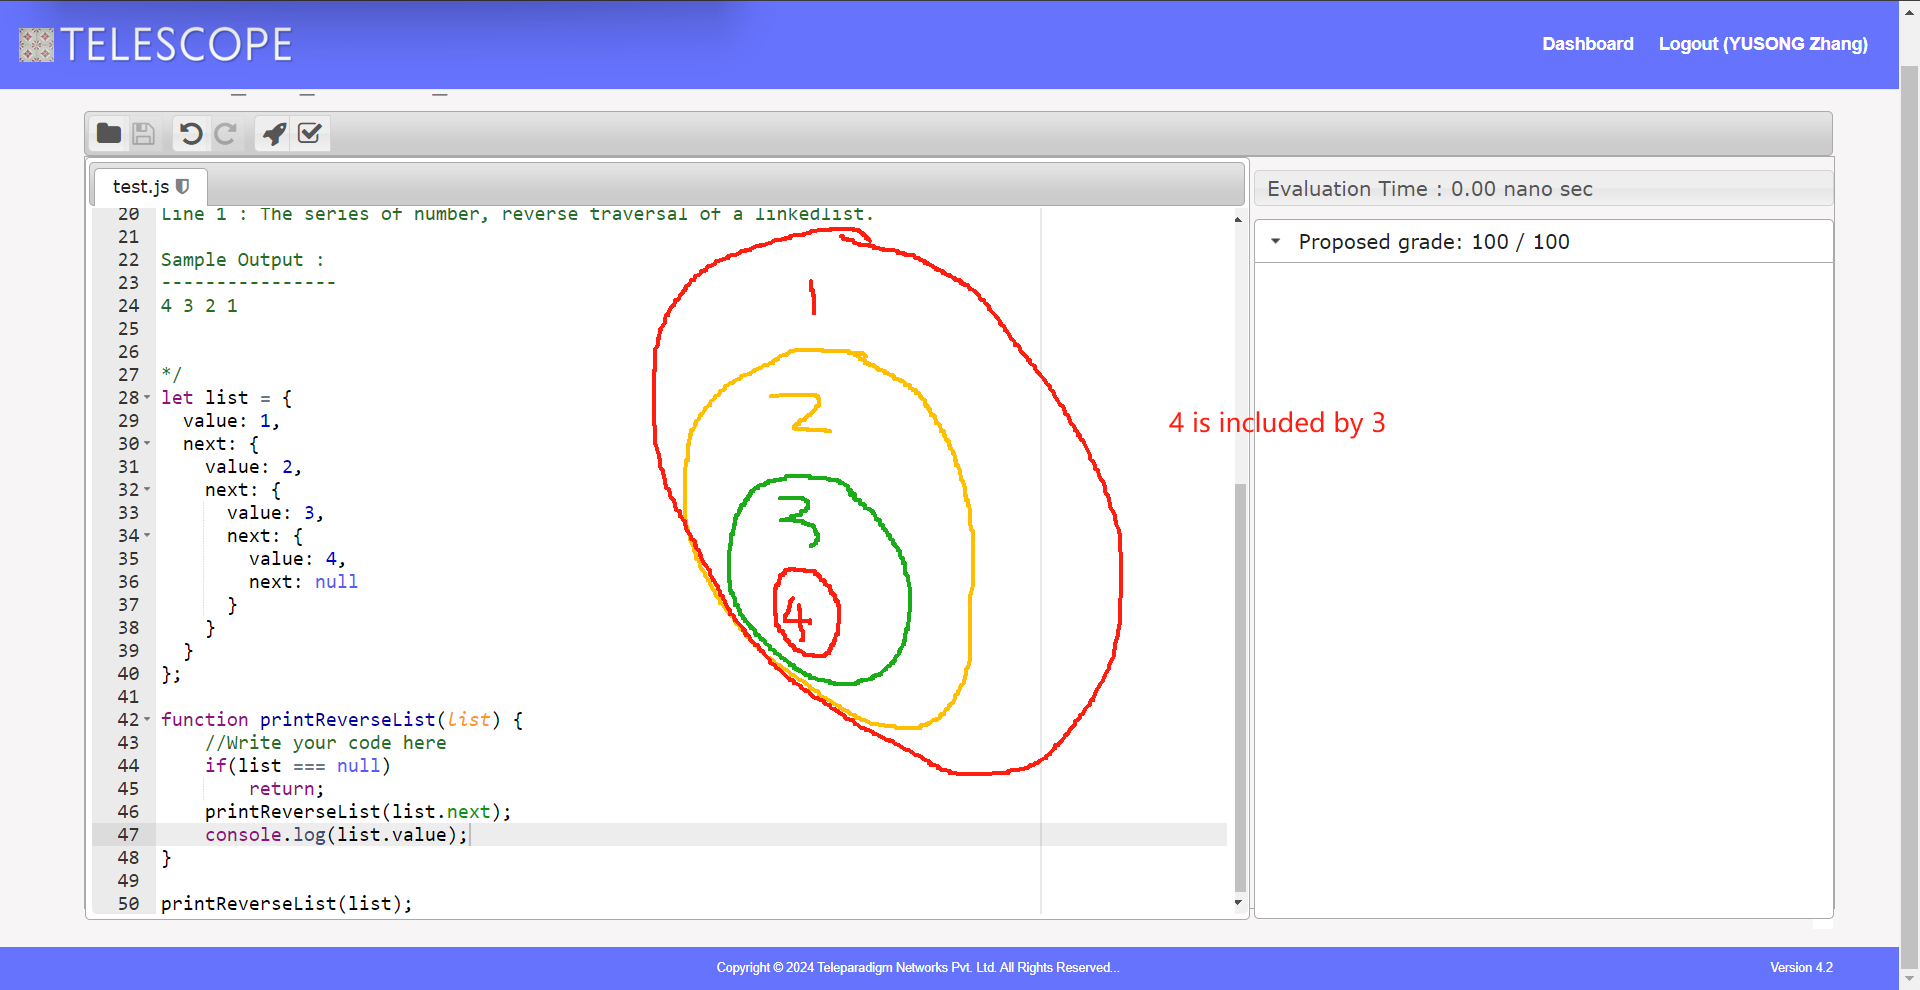 TELESCOPE
Dashboard Logout (YUSONG Zhang)
test.js
Evaluation Time : 0.00 nano sec
Proposed grade: 100 / 100
20 Line 1 : The series of number, reverse traversal of a linkedlist.
21
22 Sample Output :
23 ----------------
24 4 3 2 1
25
26
27 */
28 let list = {
29   value: 1,
30   next: {
31     value: 2,
32     next: {
33       value: 3,
34       next: {
35         value: 4,
36         next: null
37       }
38     }
39   }
40 };
41
42 function printReverseList(list) {
43     //Write your code here
44     if(list === null)
45         return;
46     printReverseList(list.next);
47     console.log(list.value);
48 }
49
50 printReverseList(list);
1
2
3
4
4 is included by 3
Copyright © 2024 Teleparadigm Networks Pvt. Ltd. All Rights Reserved...
Version 4.2